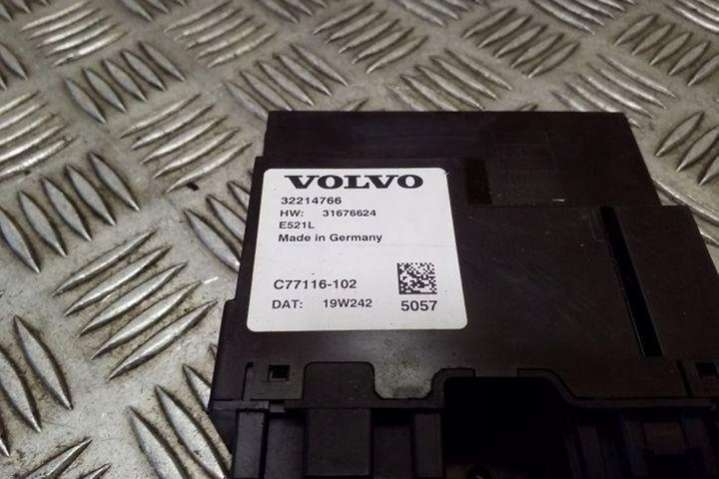 VOLVO
32214766
HW: 31676624
E521L
Made in Germany
C77116-102
DAT: 19W242 5057